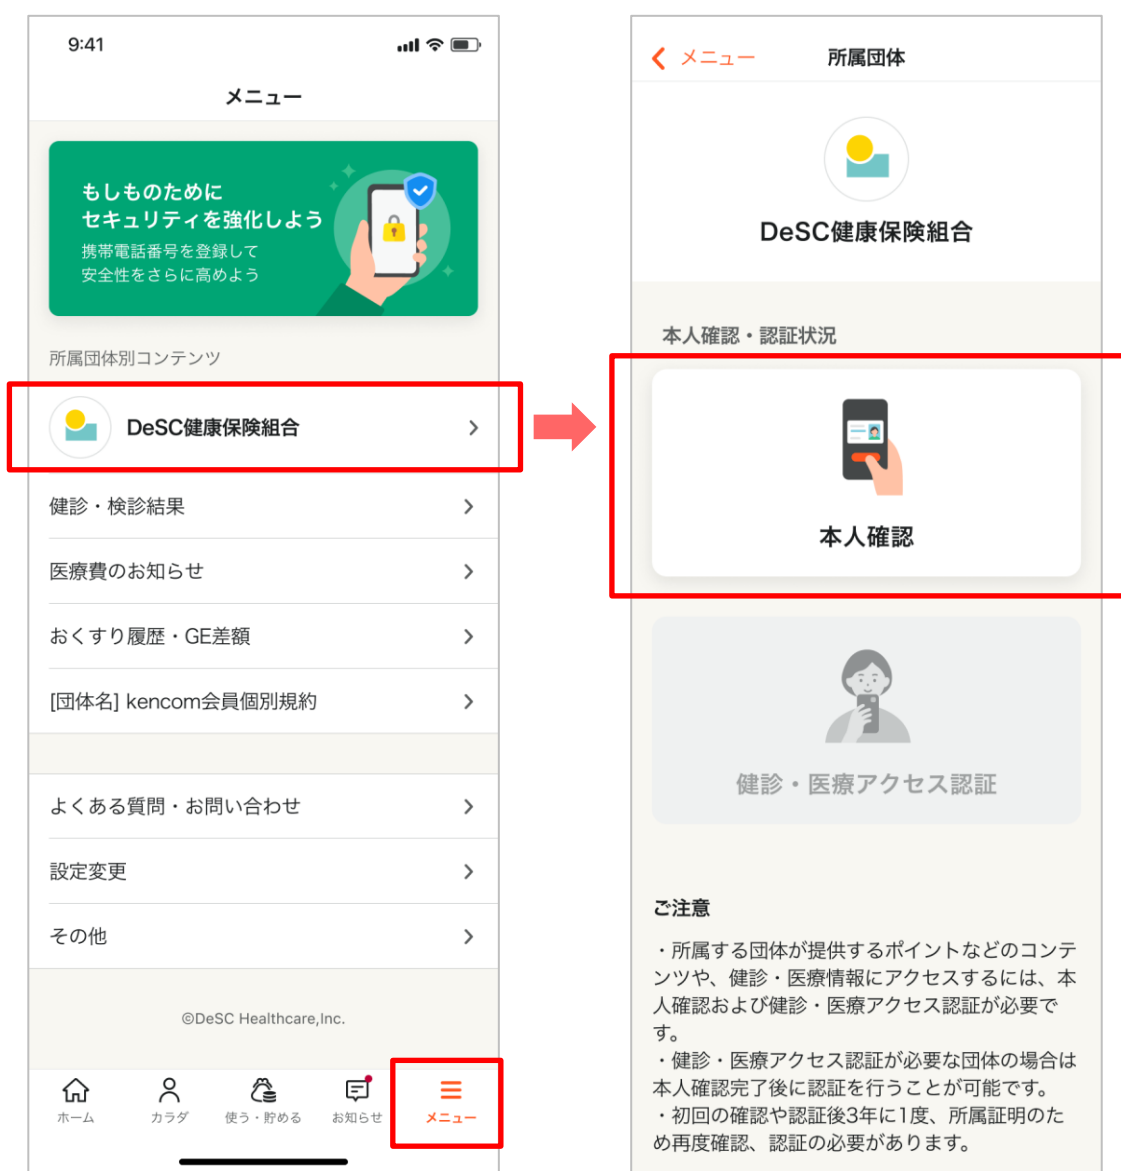 9:41
メニュー
もしものために
セキュリティを強化しよう
携帯電話番号を登録して
安全性をさらに高めよう
所属団体別コンテンツ
DeSC健康保険組合
健診・検診結果
医療費のお知らせ
おくすり履歴・GE差額
[団体名] kencom会員個別規約
よくある質問・お問い合わせ
設定変更
その他
©DeSC Healthcare,Inc.
ホーム
カラダ
使う・貯める
お知らせ
メニュー
メニュー
所属団体
DeSC健康保険組合
本人確認・認証状況
本人確認
健診・医療アクセス認証
ご注意
・所属する団体が提供するポイントなどのコンテ
ンツや、健診・医療情報にアクセスするには、本
人確認および健診・医療アクセス認証が必要で
す。
・健診・医療アクセス認証が必要な団体の場合は
本人確認完了後に認証を行うことが可能です。
・初回の確認や認証後3年に1度、所属証明のた
め再度確認、認証の必要があります。